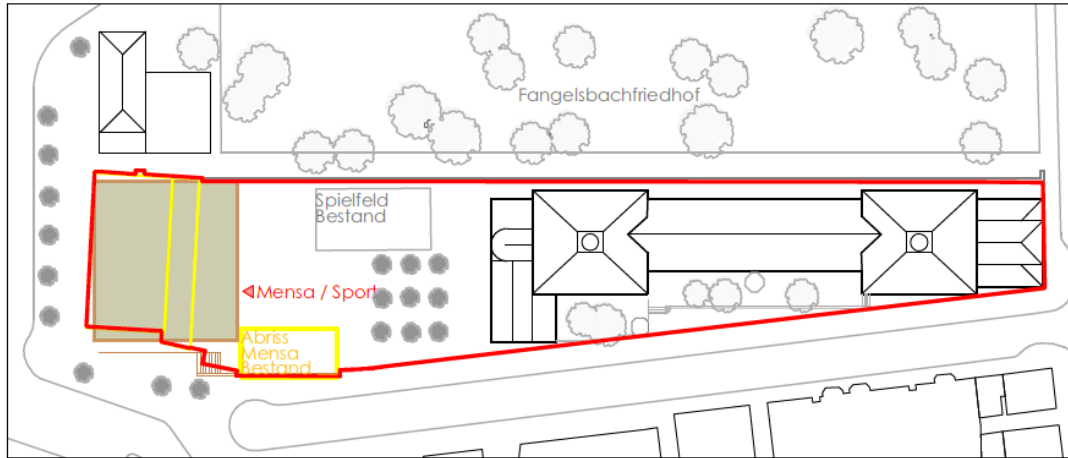 Fangelsbachfriedhof
Spielfeld
Bestand
Mensa / Sport
Abriss
Mensa
Bestand